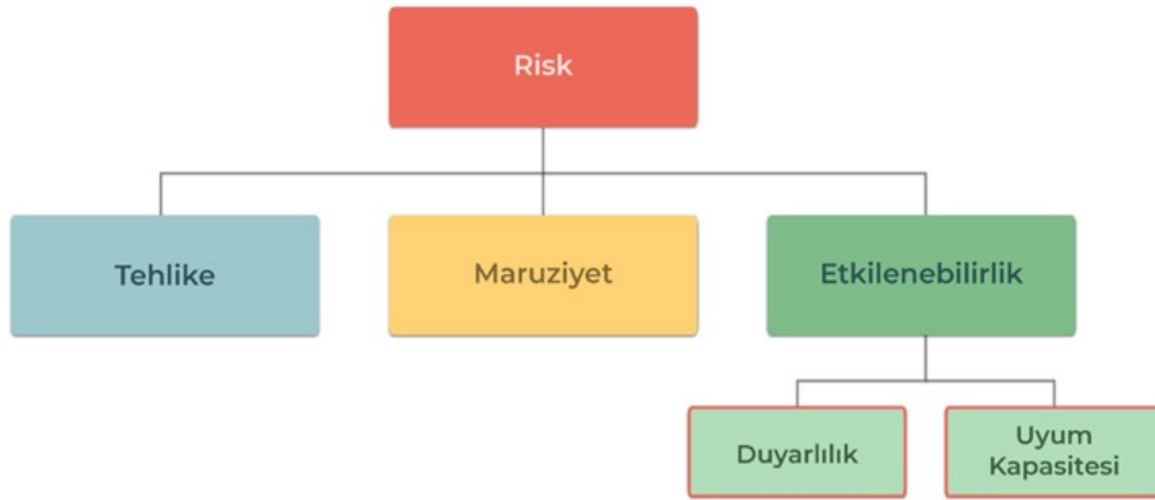 Risk
Tehlike
Maruziyet
Etkilenebilirlik
Duyarlılık
Uyum
Kapasitesi